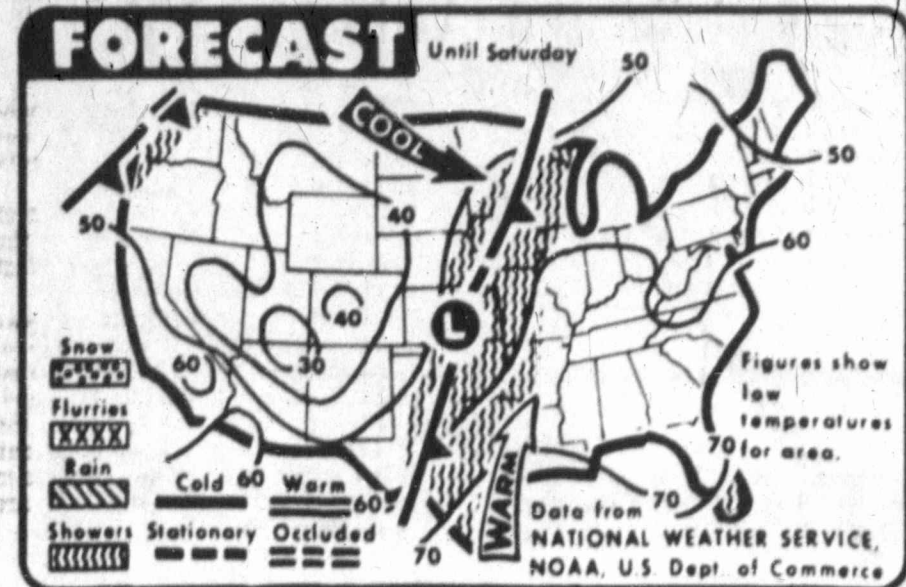 FORECAST
Until Saturday
50
COOL
50
50
40
60
L
40
30
60
Snow
Flurries
Rain
Showers
60
Cold
Warm
60
Stationary
Occluded
70
WARM
70
70
Figures show
low
temperatures
for area.
Data from
NATIONAL WEATHER SERVICE,
NOAA, U.S. Dept. of Commerce